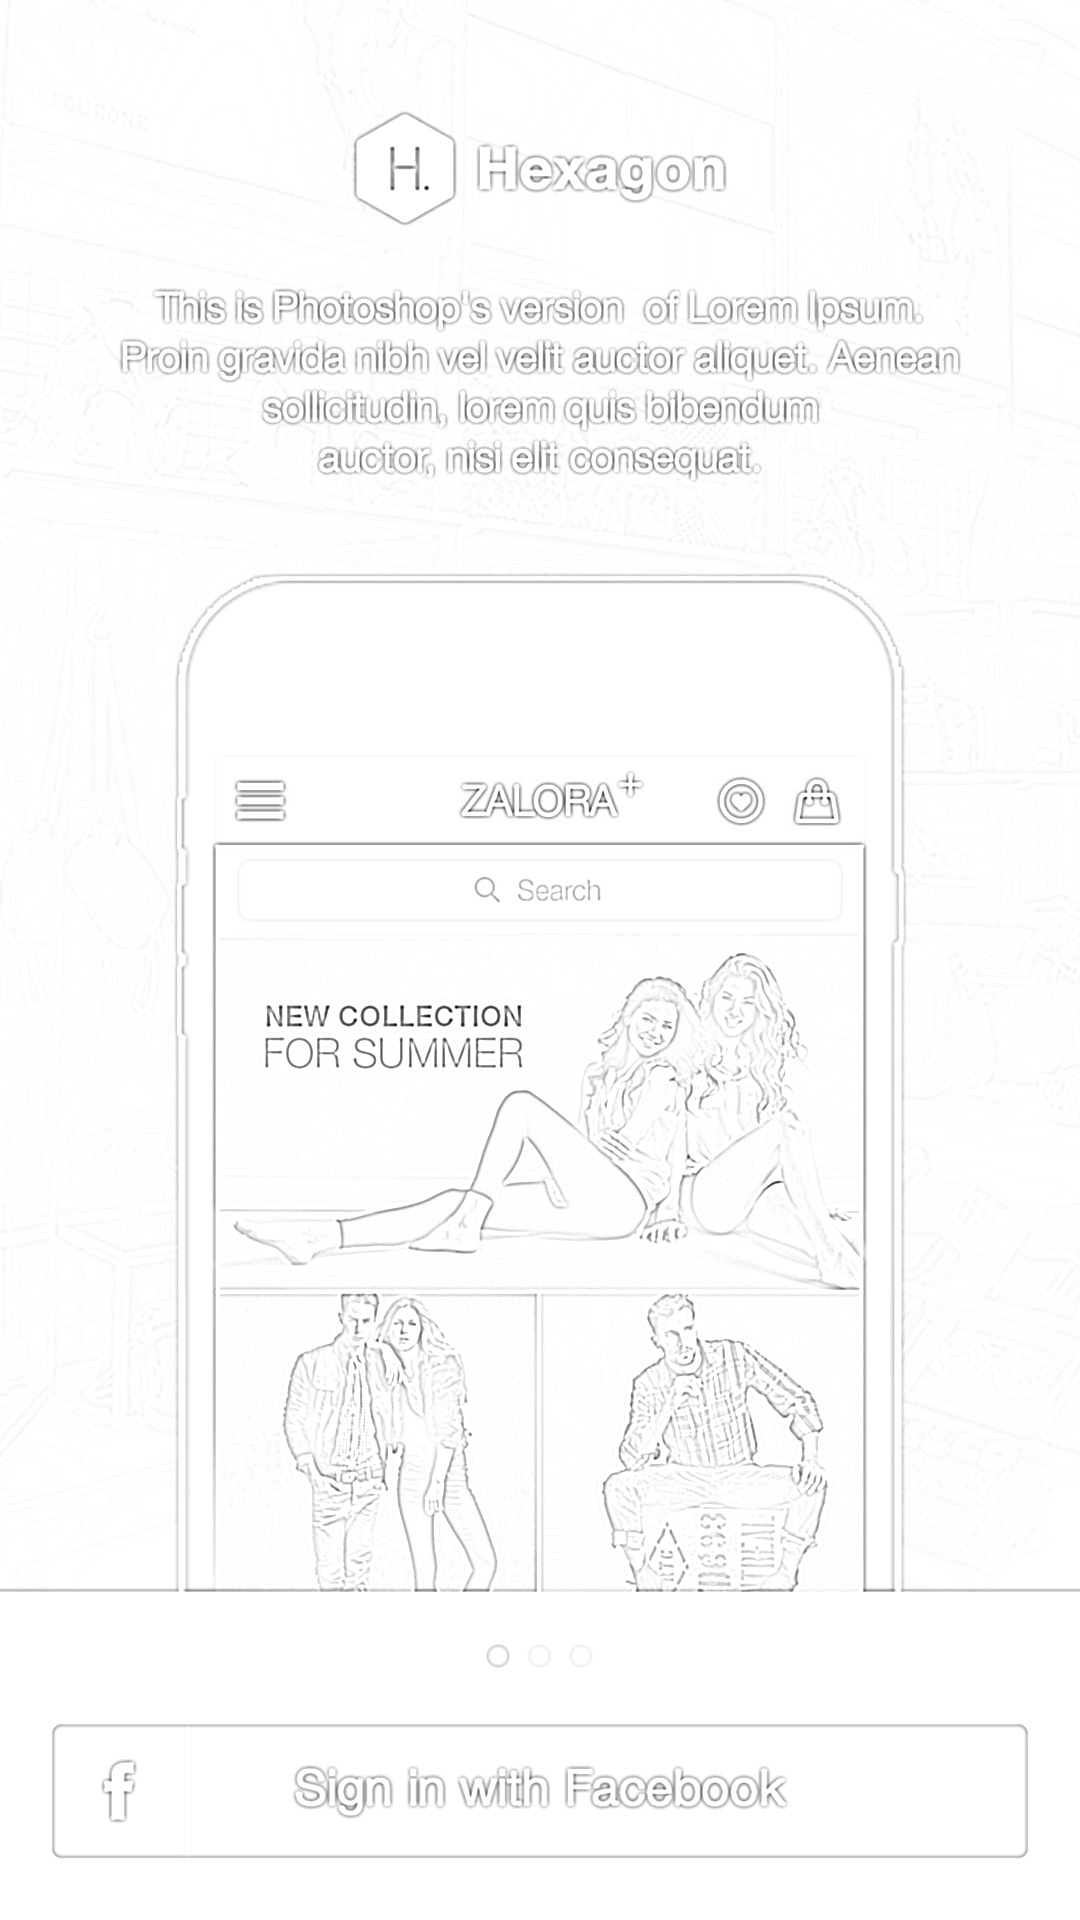 H. Hexagon
This is Photoshop's version of Lorem Ipsum.
Proin gravida nibh vel velit auctor aliquet. Aenean
sollicitudin, lorem quis bibendum
auctor, nisi elit consequat.
ZALORA+
Search
NEW COLLECTION
FOR SUMMER
f Sign in with Facebook